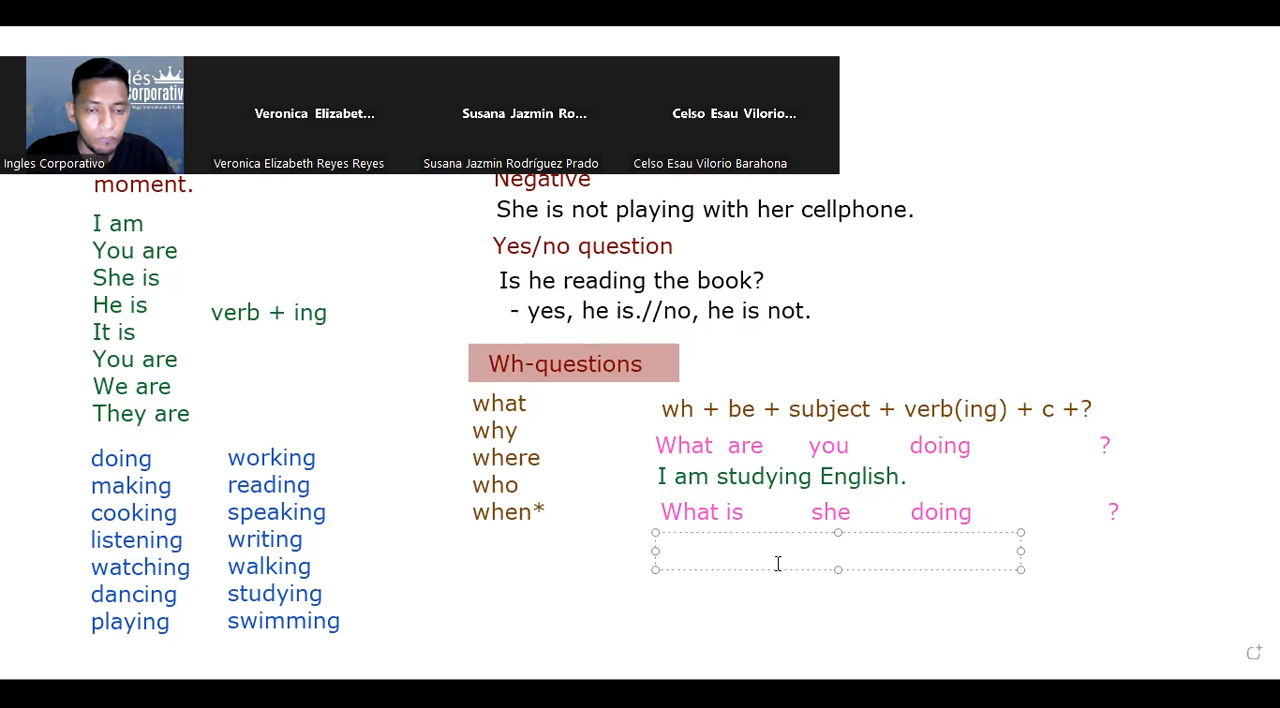 lés
corporativ
Ingles Corporativo
Veronica Elizabet...
Veronica Elizabeth Reyes Reyes
Susana Jazmin Ro...
Susana Jazmin Rodríguez Prado
Celso Esau Vilorio...
Celso Esau Vilorio Barahona
moment.
I am
You are
She is
He is
It is
You are
We are
They are
verb + ing
doing
making
cooking
listening
watching
dancing
playing
working
reading
speaking
writing
walking
studying
swimming
Negative
She is not playing with her cellphone.
Yes/no question
Is he reading the book?
- yes, he is.//no, he is not.
Wh-questions
what
why
where
who
when*
wh + be + subject + verb(ing) + c +?
What are you doing ?
I am studying English.
What is she doing ?